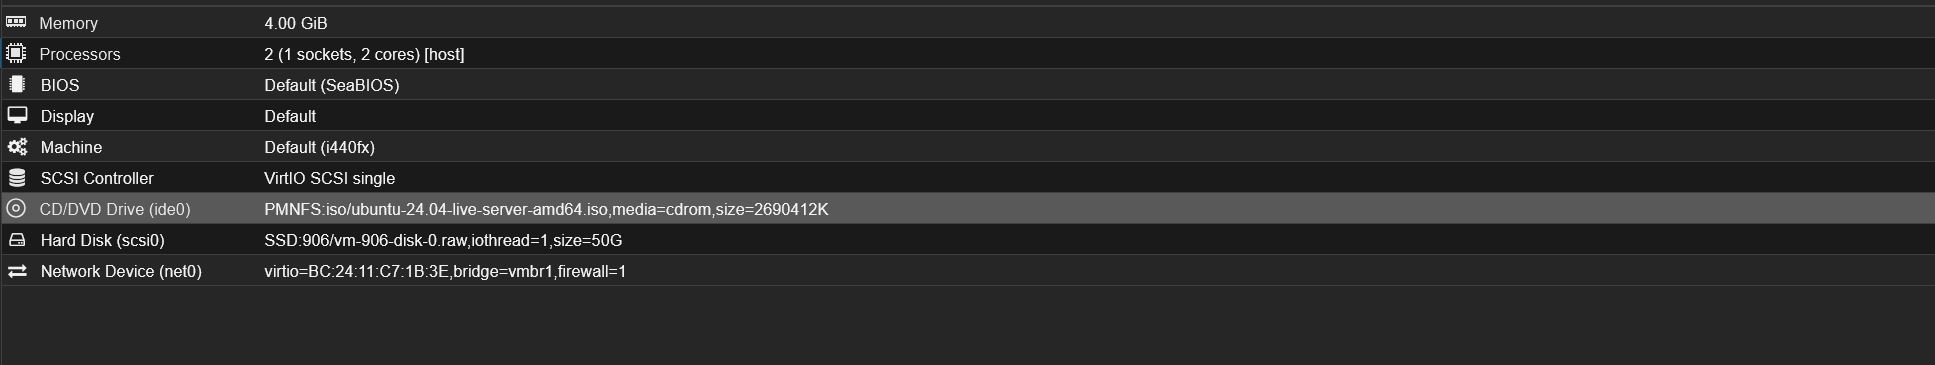 Memory 4.00 GiB
Processors 2 (1 sockets, 2 cores) [host]
BIOS Default (SeaBIOS)
Display Default
Machine Default (i440fx)
SCSI Controller VirtIO SCSI single
CD/DVD Drive (ide0) PMNFS:iso/ubuntu-24.04-live-server-amd64.iso,media=cdrom,size=2690412K
Hard Disk (scsi0) SSD:906/vm-906-disk-0.raw,iothread=1,size=50G
Network Device (net0) virtio=BC:24:11:C7:1B:3E,bridge=vmbr1,firewall=1